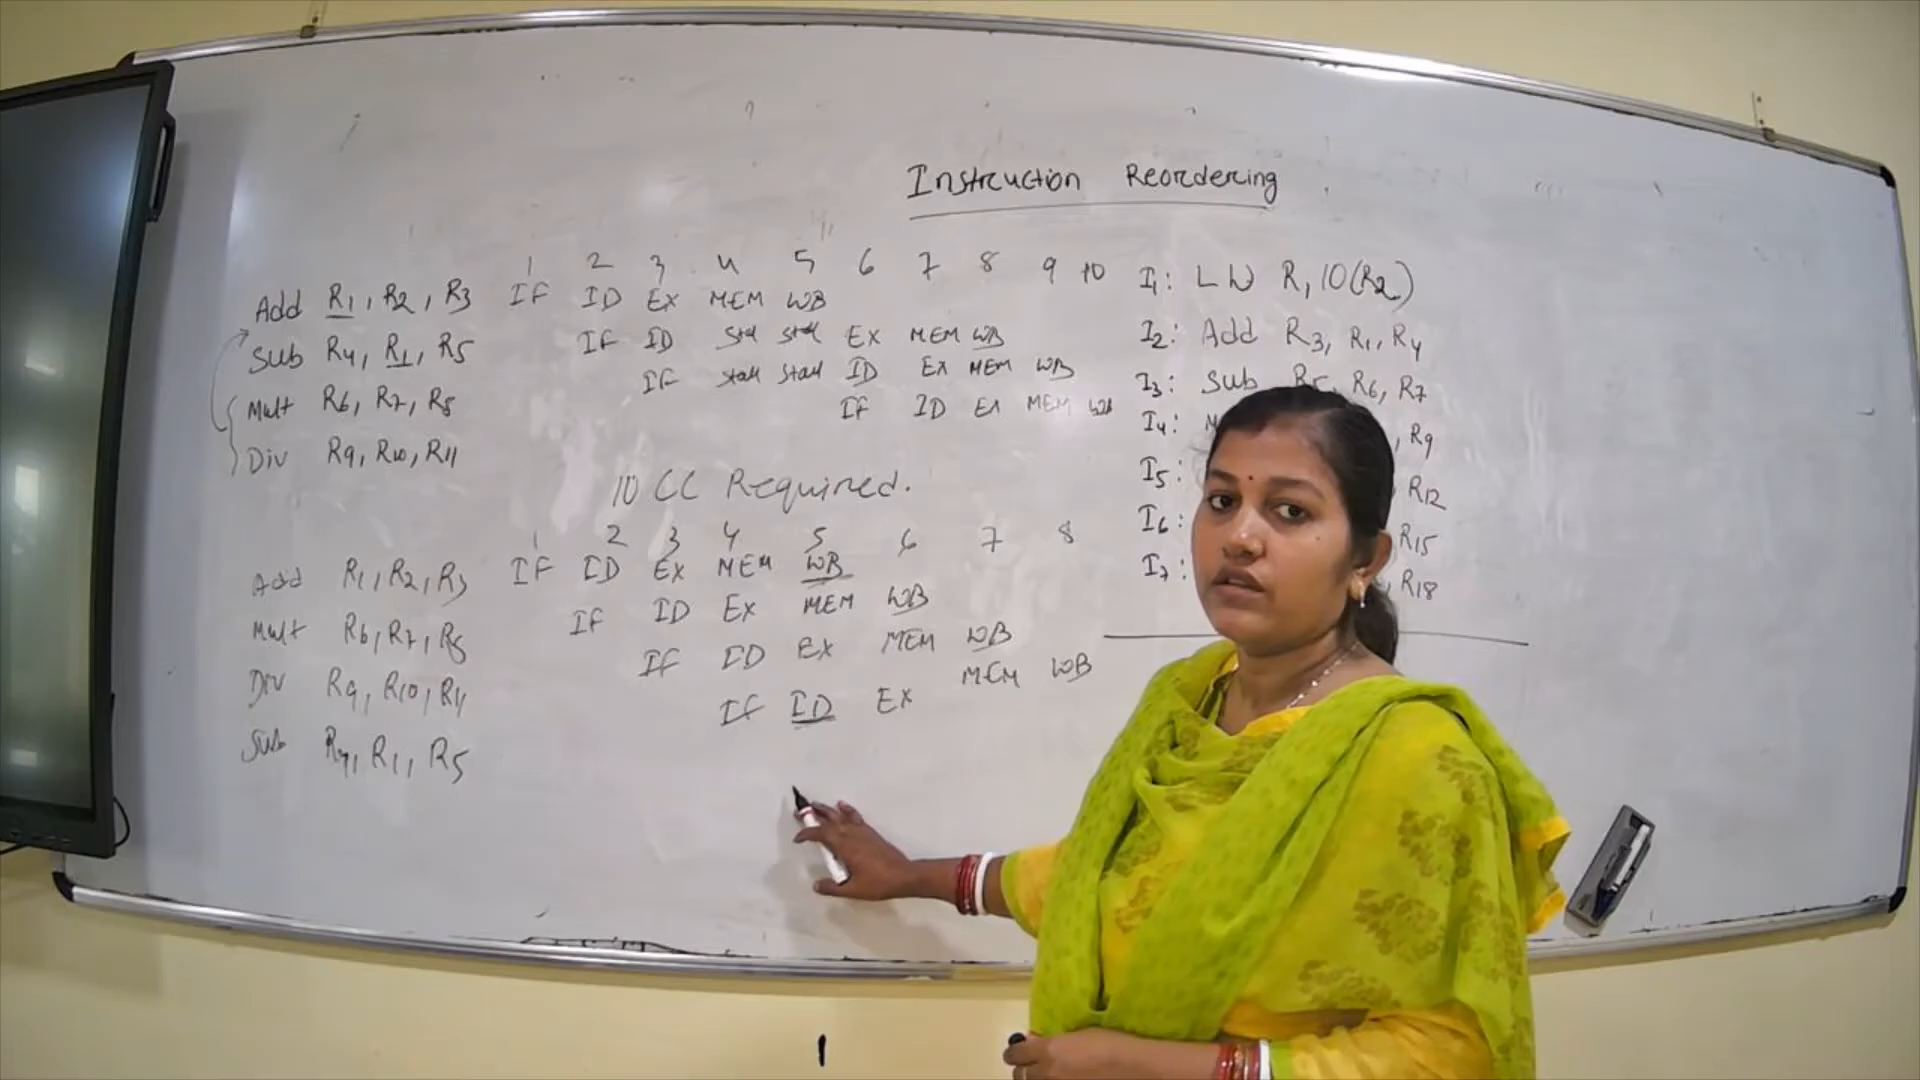 Instruction Reordering
1 2 3 4 5 6 7 8 9 10
Add R1, R2, R3 IF ID EX MEM WB
Sub R4, R1, R5 IF ID Stall Stall EX MEM WB
Mult R6, R7, R8 IF Stall Stall ID EX MEM WB
Div R9, R10, R11 IF ID EX MEM WB
10 CC Required.
1 2 3 4 5 6 7 8
Add R1, R2, R3 IF ID EX MEM WB
Mult R6, R7, R8 IF ID EX MEM WB
Div R9, R10, R11 IF ID EX MEM WB
Sub R4, R1, R5 IF ID EX MEM WB
I1: LW R, 10(R2)
I2: Add R3, R1, R4
I3: Sub R5, R6, R7
I4: M , R9
I5: , R12
I6: , R15
I7: , R18